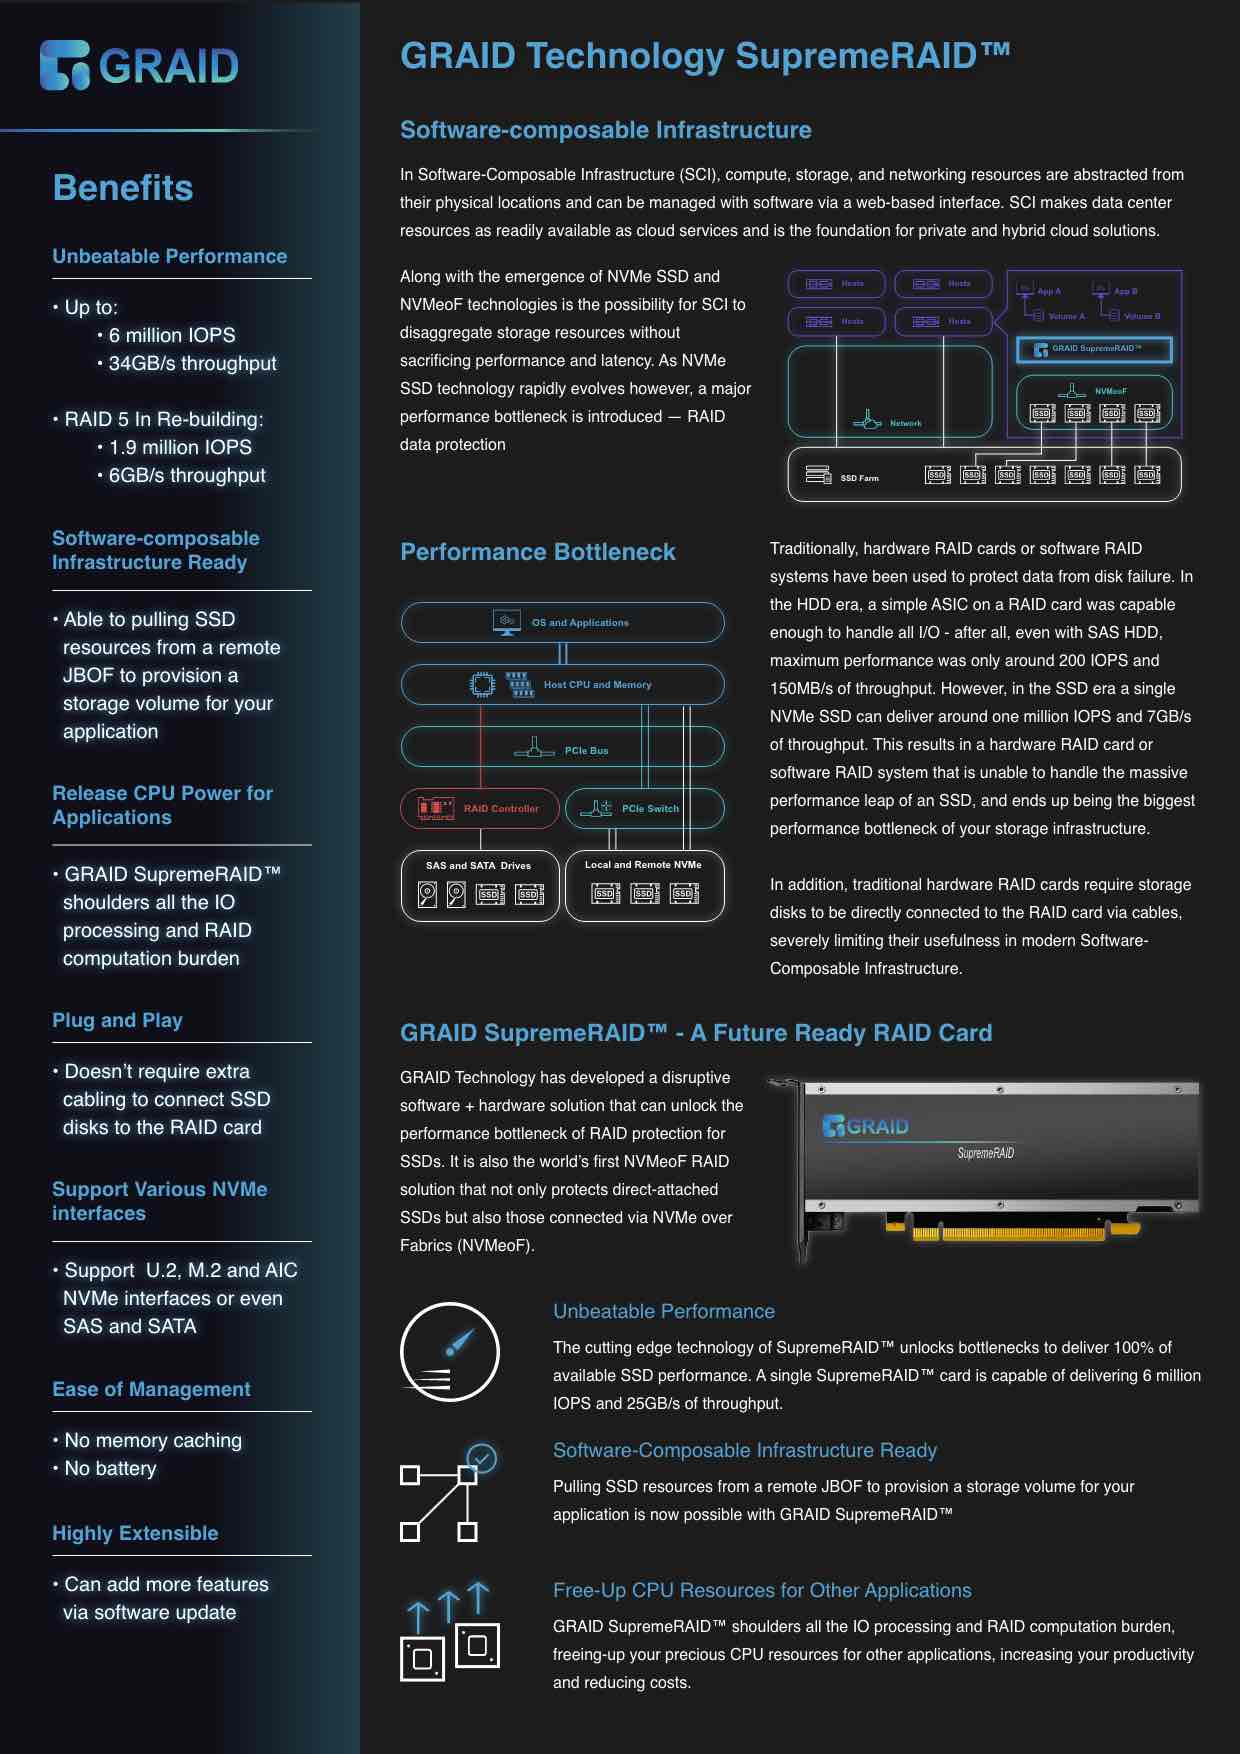 GRAID
Benefits
Unbeatable Performance
• Up to:
• 6 million IOPS
• 34GB/s throughput
• RAID 5 In Re-building:
• 1.9 million IOPS
• 6GB/s throughput
Software-composable
Infrastructure Ready
• Able to pulling SSD
resources from a remote
JBOF to provision a
storage volume for your
application
Release CPU Power for
Applications
• GRAID SupremeRAID™
shoulders all the IO
processing and RAID
computation burden
Plug and Play
• Doesn't require extra
cabling to connect SSD
disks to the RAID card
Support Various NVMe
interfaces
• Support U.2, M.2 and AIC
NVMe interfaces or even
SAS and SATA
Ease of Management
• No memory caching
• No battery
Highly Extensible
• Can add more features
via software update
GRAID Technology SupremeRAID™
Software-composable Infrastructure
In Software-Composable Infrastructure (SCI), compute, storage, and networking resources are abstracted from
their physical locations and can be managed with software via a web-based interface. SCI makes data center
resources as readily available as cloud services and is the foundation for private and hybrid cloud solutions.
Along with the emergence of NVMe SSD and
NVMeoF technologies is the possibility for SCI to
disaggregate storage resources without
sacrificing performance and latency. As NVMe
SSD technology rapidly evolves however, a major
performance bottleneck is introduced — RAID
data protection
Hosts
Hosts
Hosts
Hosts
App A
App B
Volume A
Volume B
GRAID SupremeRAID™
NVMeoF
SSD SSD SSD SSD
Network
SSD Farm
SSD SSD SSD SSD SSD SSD SSD
Performance Bottleneck
OS and Applications
Host CPU and Memory
PCIe Bus
RAID Controller
PCIe Switch
SAS and SATA Drives
SSD SSD
Local and Remote NVMe
SSD SSD SSD
Traditionally, hardware RAID cards or software RAID
systems have been used to protect data from disk failure. In
the HDD era, a simple ASIC on a RAID card was capable
enough to handle all I/O - after all, even with SAS HDD,
maximum performance was only around 200 IOPS and
150MB/s of throughput. However, in the SSD era a single
NVMe SSD can deliver around one million IOPS and 7GB/s
of throughput. This results in a hardware RAID card or
software RAID system that is unable to handle the massive
performance leap of an SSD, and ends up being the biggest
performance bottleneck of your storage infrastructure.
In addition, traditional hardware RAID cards require storage
disks to be directly connected to the RAID card via cables,
severely limiting their usefulness in modern Software-
Composable Infrastructure.
GRAID SupremeRAID™ - A Future Ready RAID Card
GRAID Technology has developed a disruptive
software + hardware solution that can unlock the
performance bottleneck of RAID protection for
SSDs. It is also the world's first NVMeoF RAID
solution that not only protects direct-attached
SSDs but also those connected via NVMe over
Fabrics (NVMeoF).
GRAID
SupremeRAID
Unbeatable Performance
The cutting edge technology of SupremeRAID™ unlocks bottlenecks to deliver 100% of
available SSD performance. A single SupremeRAID™ card is capable of delivering 6 million
IOPS and 25GB/s of throughput.
Software-Composable Infrastructure Ready
Pulling SSD resources from a remote JBOF to provision a storage volume for your
application is now possible with GRAID SupremeRAID™
Free-Up CPU Resources for Other Applications
GRAID SupremeRAID™ shoulders all the IO processing and RAID computation burden,
freeing-up your precious CPU resources for other applications, increasing your productivity
and reducing costs.